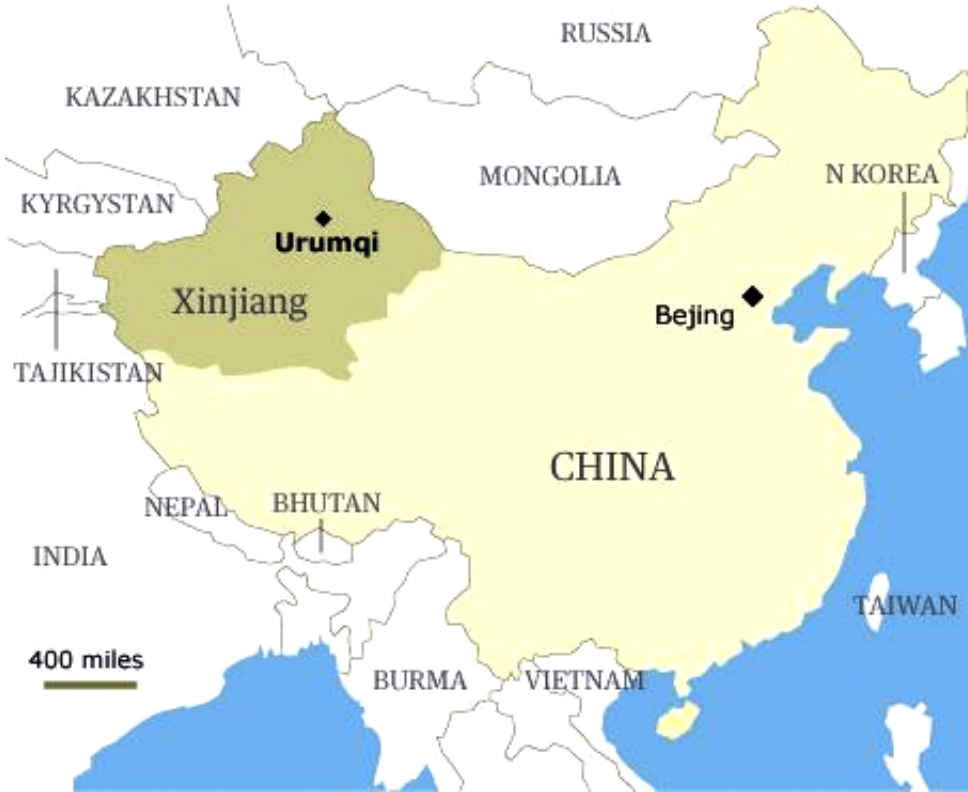 RUSSIA
KAZAKHSTAN
MONGOLIA
N KOREA
KYRGYSTAN
Urumqi
Xinjiang
Bejing
TAJIKISTAN
CHINA
NEPAL
BHUTAN
INDIA
TAIWAN
400 miles
BURMA
VIETNAM